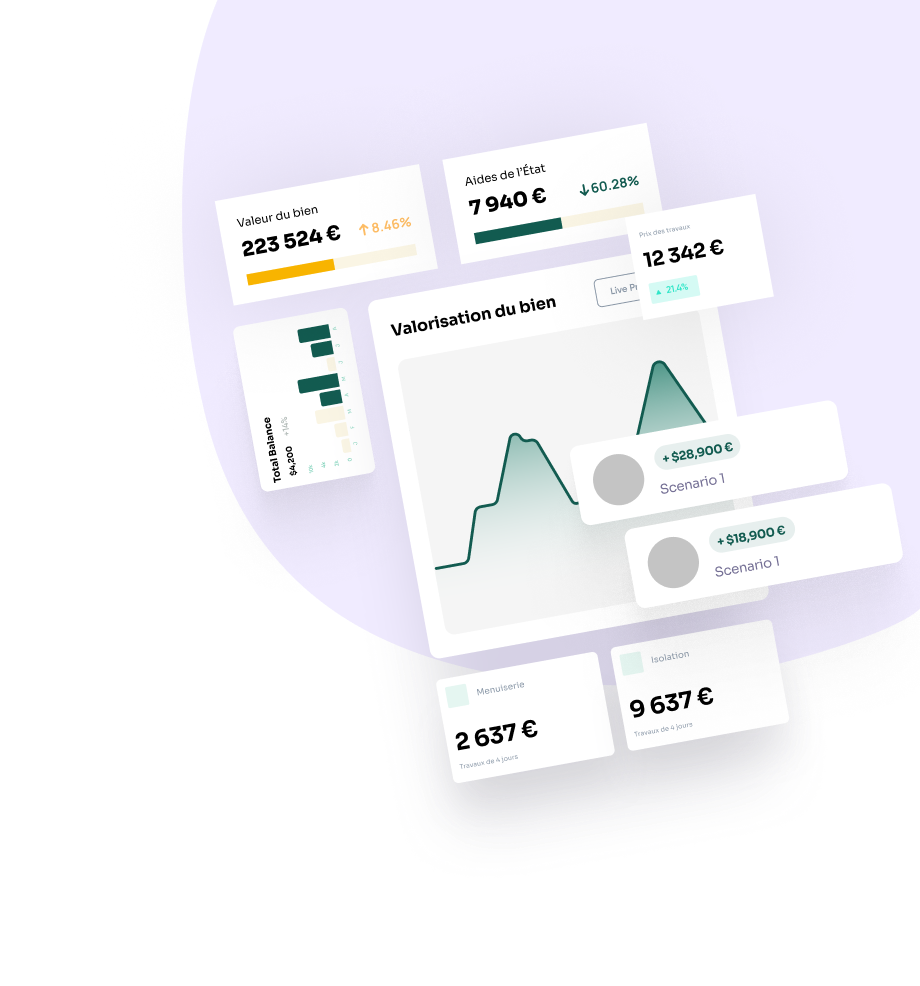 Aides de l'État
7 940 €
↓60.28%
Valeur du bien
223 524 €
↑8.46%
Prix des travaux
12 342 €
▲ 21.4%
Valorisation du bien
Live
Total Balance
$4,200
+14%
+$28,900 €
Scenario 1
+$18,900 €
Scenario 1
Menuiserie
2 637 €
Travaux de 4 jours
Isolation
9 637 €
Travaux de 4 jours